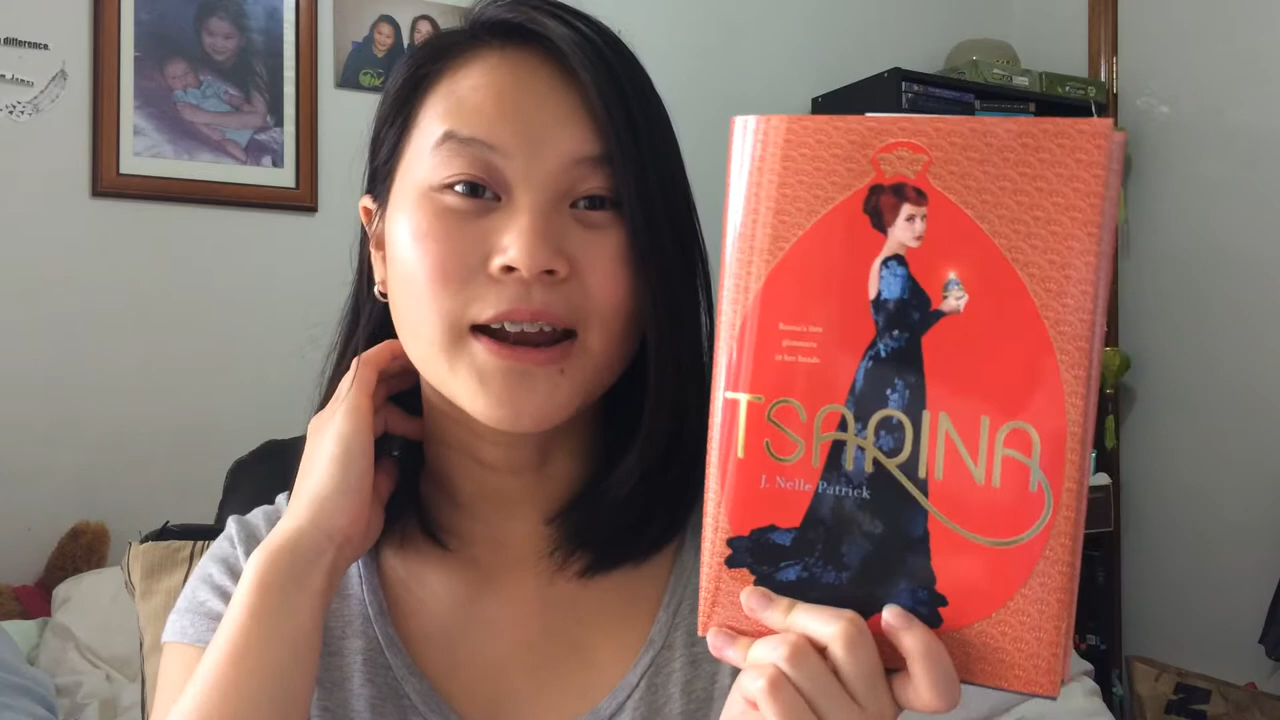 difference.
Russia's fate
glimmers
in her hands.
TSARINA
J. Nelle Patrick